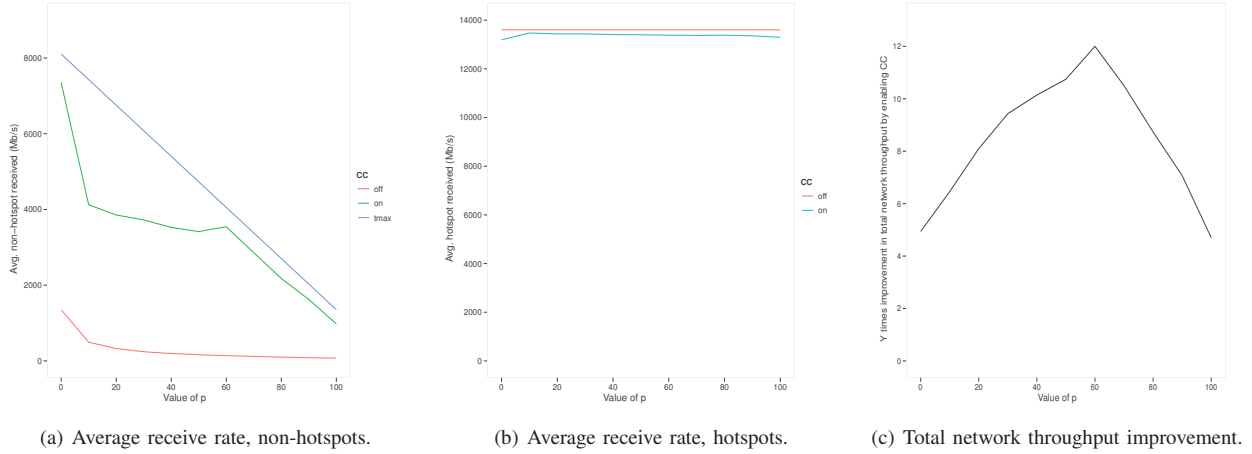 8000
6000
4000
2000
0
Avg. non−hotspot received (Mb/s)
0 20 40 60 80 100
Value of p
CC
off
on
tmax
(a) Average receive rate, non-hotspots.
14000
12000
10000
8000
6000
4000
2000
0
Avg. hotspot received (Mb/s)
0 20 40 60 80 100
Value of p
CC
off
on
(b) Average receive rate, hotspots.
12
10
8
6
4
2
0
Y times improvement in total network throughput by enabling CC
0 20 40 60 80 100
Value of p
(c) Total network throughput improvement.